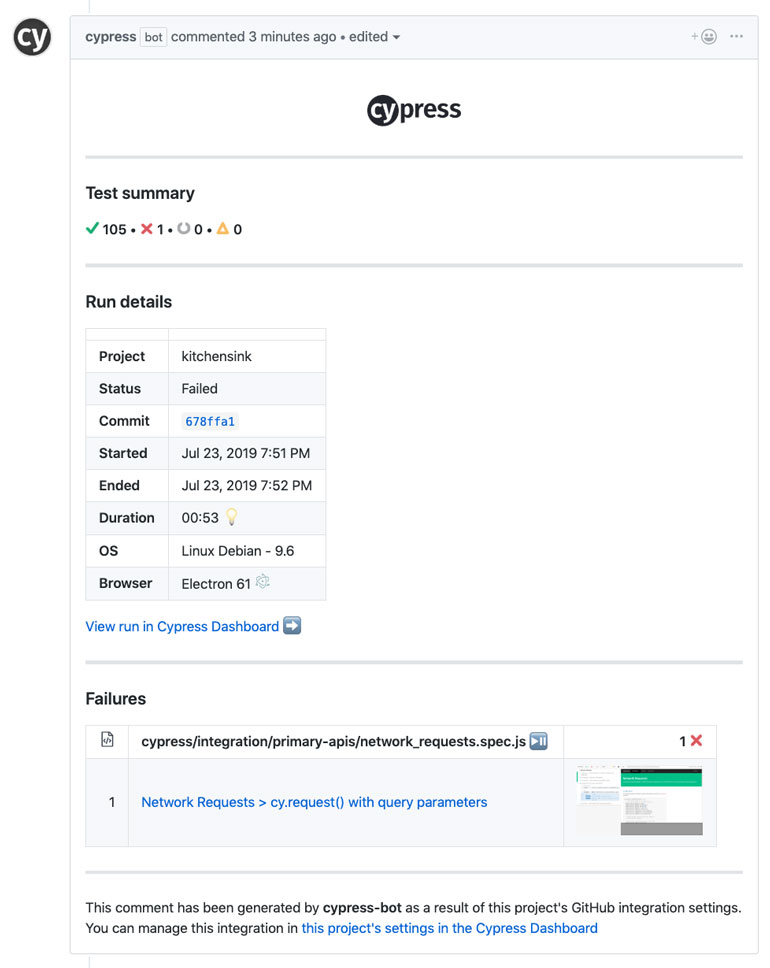 cy
cypress bot commented 3 minutes ago • edited
cypress
Test summary
105 • 1 • 0 • 0
Run details
Project kitchensink
Status Failed
Commit 678ffa1
Started Jul 23, 2019 7:51 PM
Ended Jul 23, 2019 7:52 PM
Duration 00:53
OS Linux Debian - 9.6
Browser Electron 61
View run in Cypress Dashboard
Failures
cypress/integration/primary-apis/network_requests.spec.js 1
1 Network Requests > cy.request() with query parameters
This comment has been generated by cypress-bot as a result of this project's GitHub integration settings.
You can manage this integration in this project's settings in the Cypress Dashboard